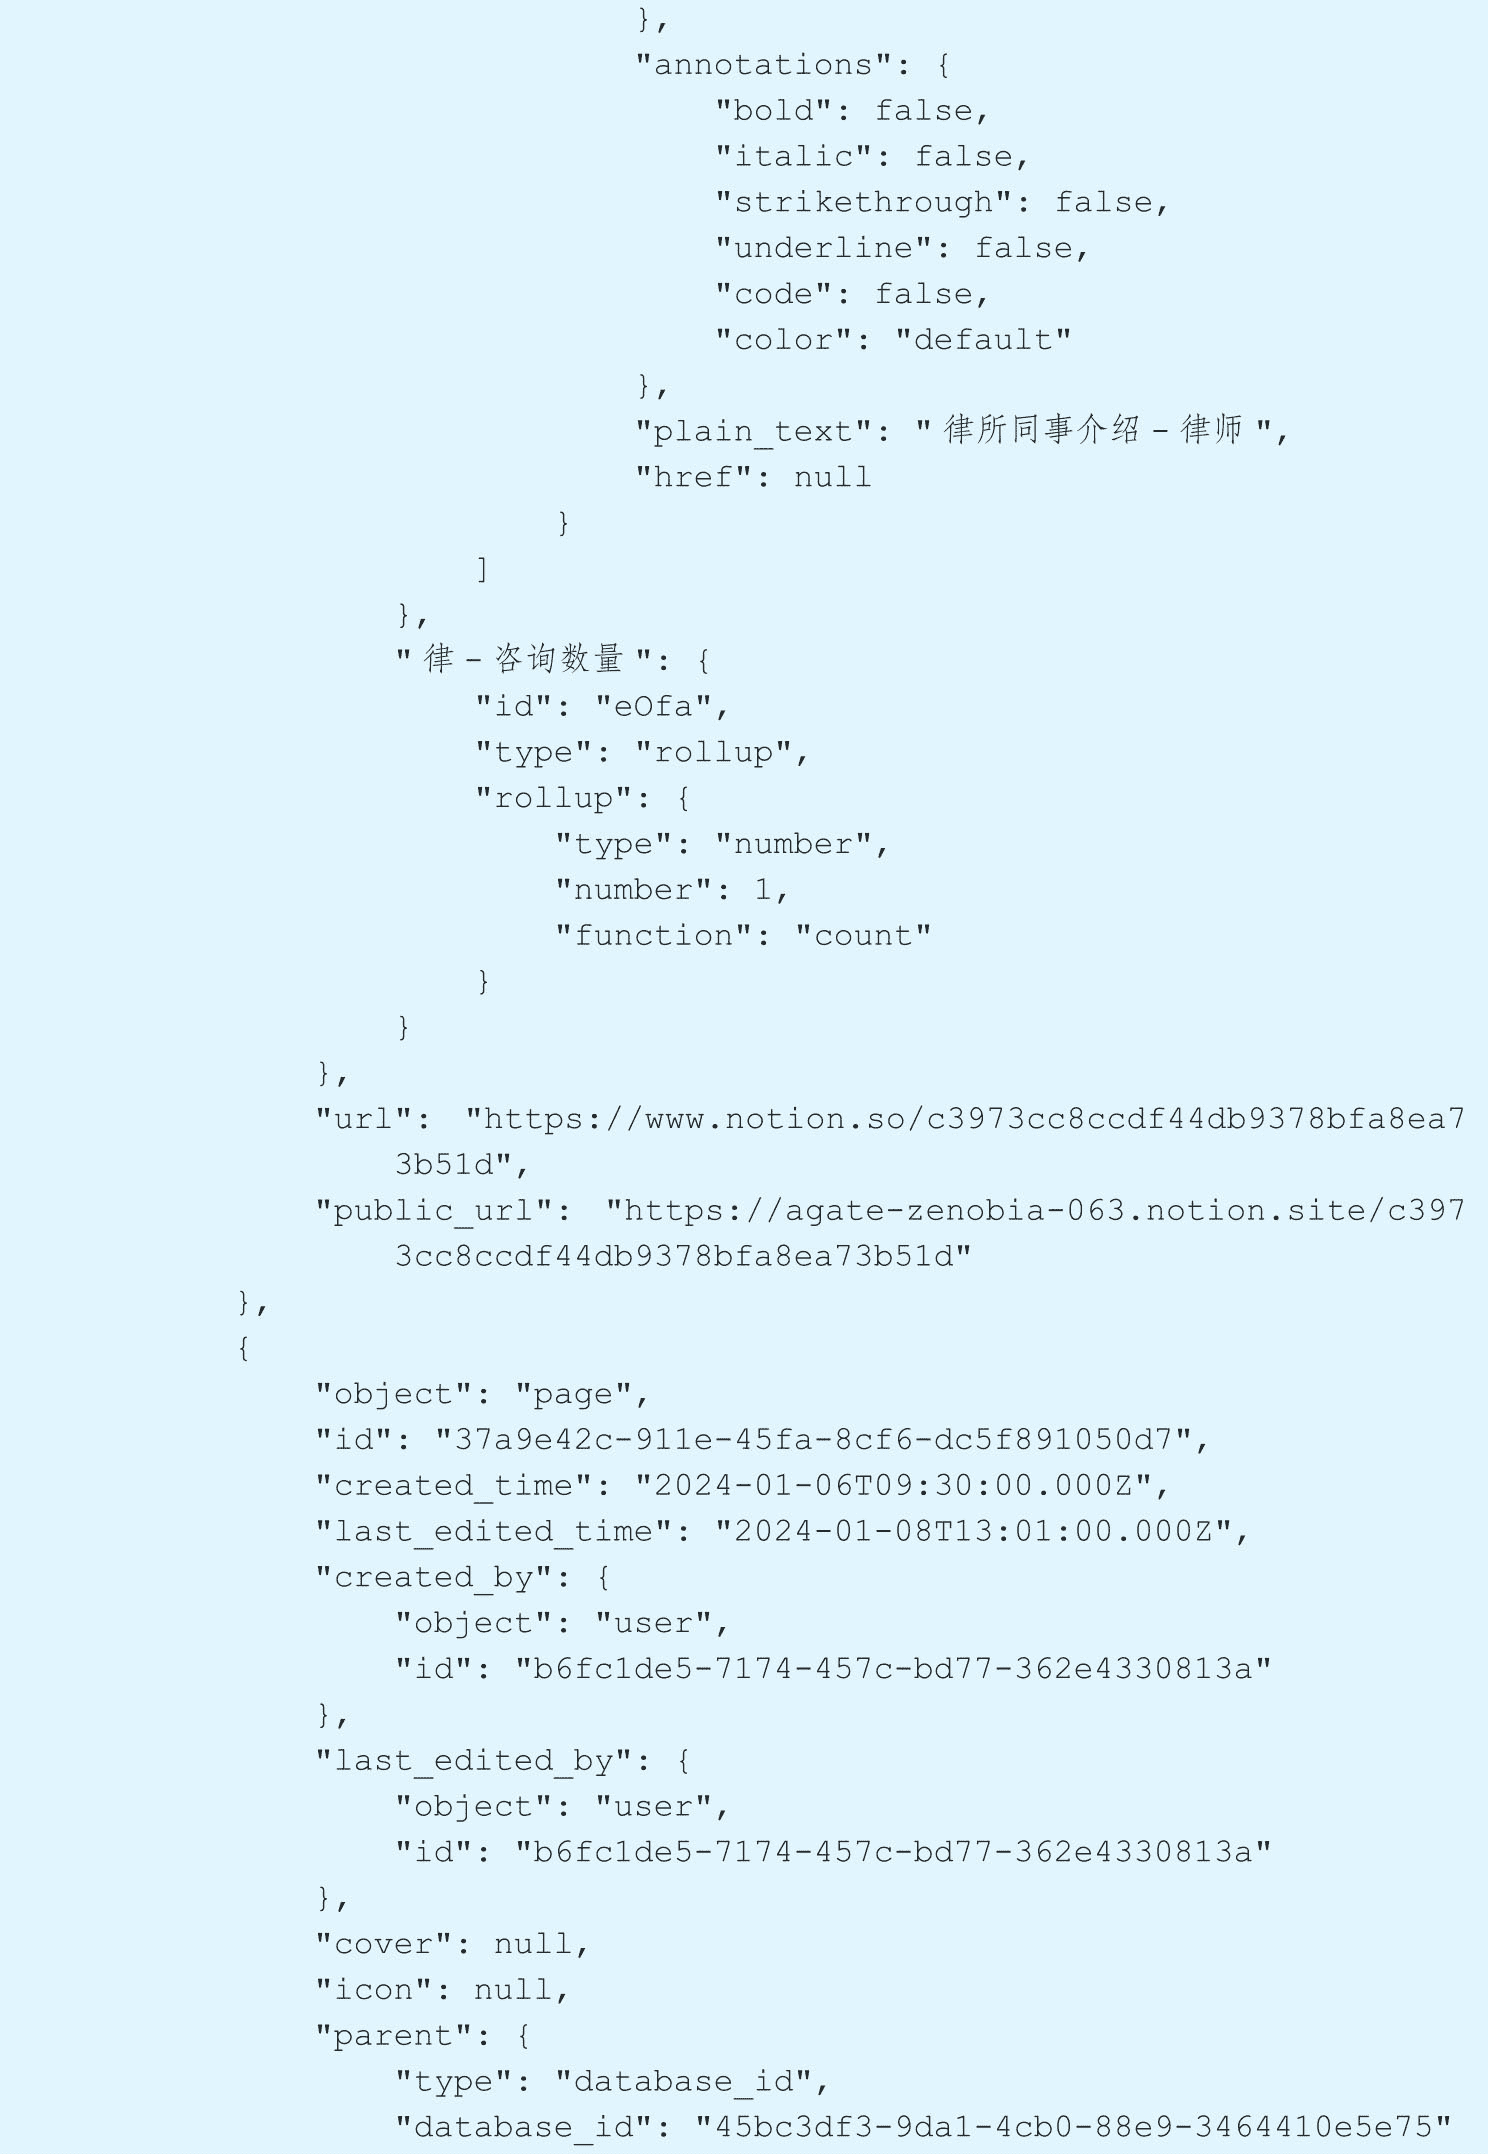 },
"annotations": {
"bold": false,
"italic": false,
"strikethrough": false,
"underline": false,
"code": false,
"color": "default"
},
"plain_text": "律所同事介绍-律师",
"href": null
}
]
},
"律-咨询数量": {
"id": "eOfa",
"type": "rollup",
"rollup": {
"type": "number",
"number": 1,
"function": "count"
}
}
},
"url": "https://www.notion.so/c3973cc8ccdf44db9378bfa8ea7
3b51d",
"public_url": "https://agate-zenobia-063.notion.site/c397
3cc8ccdf44db9378bfa8ea73b51d"
},
{
"object": "page",
"id": "37a9e42c-911e-45fa-8cf6-dc5f891050d7",
"created_time": "2024-01-06T09:30:00.000Z",
"last_edited_time": "2024-01-08T13:01:00.000Z",
"created_by": {
"object": "user",
"id": "b6fc1de5-7174-457c-bd77-362e4330813a"
},
"last_edited_by": {
"object": "user",
"id": "b6fc1de5-7174-457c-bd77-362e4330813a"
},
"cover": null,
"icon": null,
"parent": {
"type": "database_id",
"database_id": "45bc3df3-9da1-4cb0-88e9-3464410e5e75"